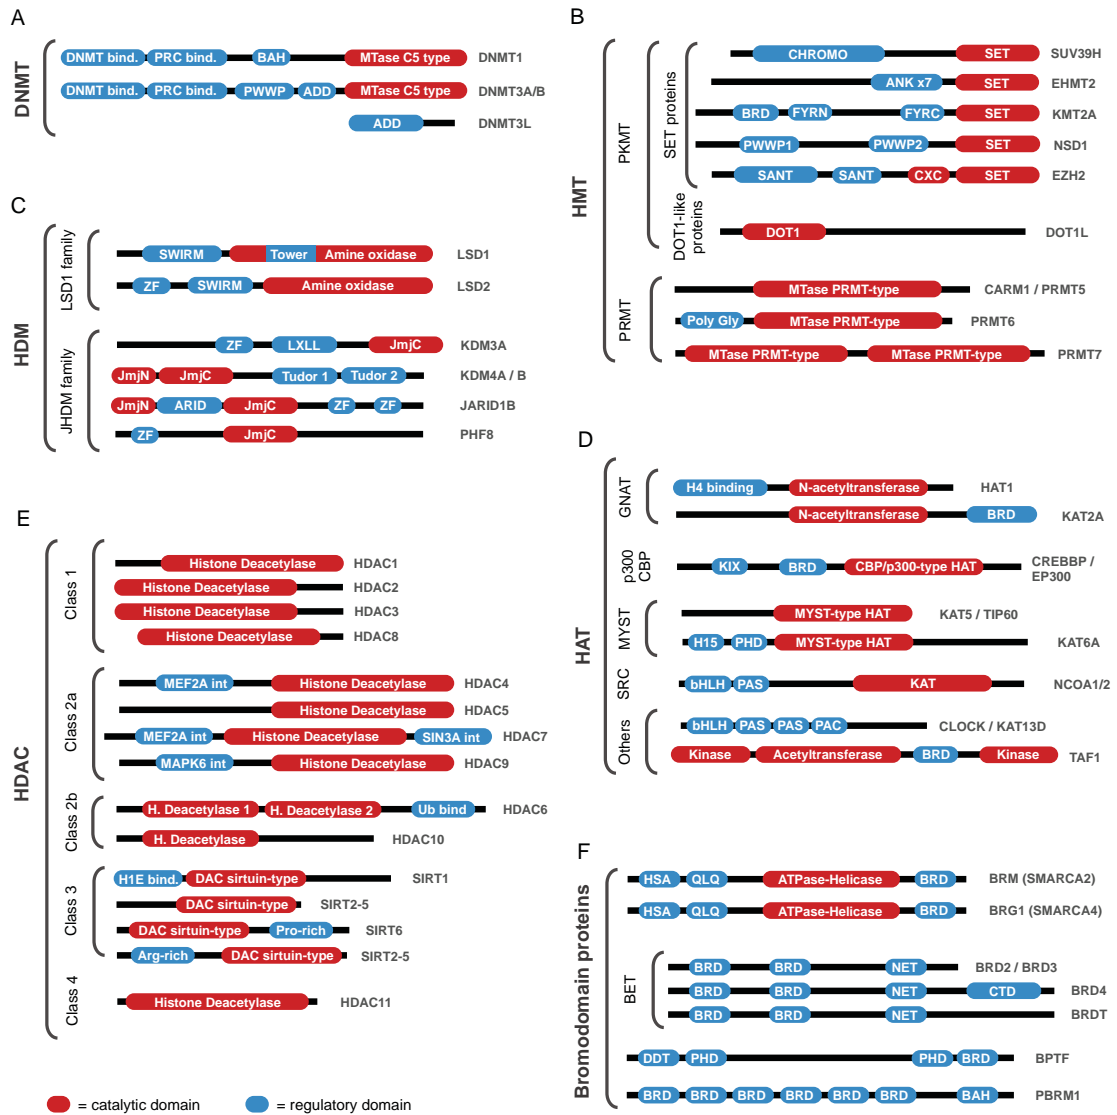 A
DNMT
DNMT bind. PRC bind. BAH MTase C5 type DNMT1
DNMT bind. PRC bind. PWWP ADD MTase C5 type DNMT3A/B
ADD DNMT3L
B
HMT
PKMT
SET proteins
CHROMO SET SUV39H
ANK x7 SET EHMT2
BRD FYRN FYRC SET KMT2A
PWWP1 PWWP2 SET NSD1
SANT SANT CXC SET EZH2
DOT1-like
proteins
DOT1 DOT1L
PRMT
MTase PRMT-type CARM1 / PRMT5
Poly Gly MTase PRMT-type PRMT6
MTase PRMT-type MTase PRMT-type PRMT7
C
HDM
LSD1 family
SWIRM Tower Amine oxidase LSD1
ZF SWIRM Amine oxidase LSD2
JHDM family
ZF LXLL JmjC KDM3A
JmjN JmjC Tudor 1 Tudor 2 KDM4A / B
JmjN ARID JmjC ZF ZF JARID1B
ZF JmjC PHF8
D
HAT
GNAT
H4 binding N-acetyltransferase HAT1
N-acetyltransferase BRD KAT2A
p300
CBP
KIX BRD CBP/p300-type HAT CREBBP /
EP300
MYST
MYST-type HAT KAT5 / TIP60
H15 PHD MYST-type HAT KAT6A
SRC
bHLH PAS KAT NCOA1/2
Others
bHLH PAS PAS PAC CLOCK / KAT13D
Kinase Acetyltransferase BRD Kinase TAF1
E
HDAC
Class 1
Histone Deacetylase HDAC1
Histone Deacetylase HDAC2
Histone Deacetylase HDAC3
Histone Deacetylase HDAC8
Class 2a
MEF2A int Histone Deacetylase HDAC4
Histone Deacetylase HDAC5
MEF2A int Histone Deacetylase SIN3A int HDAC7
MAPK6 int Histone Deacetylase HDAC9
Class 2b
H. Deacetylase 1 H. Deacetylase 2 Ub bind HDAC6
H. Deacetylase HDAC10
Class 3
H1E bind. DAC sirtuin-type SIRT1
DAC sirtuin-type SIRT2-5
DAC sirtuin-type Pro-rich SIRT6
Arg-rich DAC sirtuin-type SIRT2-5
Class 4
Histone Deacetylase HDAC11
F
Bromodomain proteins
HSA QLQ ATPase-Helicase BRD BRM (SMARCA2)
HSA QLQ ATPase-Helicase BRD BRG1 (SMARCA4)
BET
BRD BRD NET BRD2 / BRD3
BRD BRD NET CTD BRD4
BRD BRD NET BRDT
DDT PHD PHD BRD BPTF
BRD BRD BRD BRD BRD BRD BAH PBRM1
= catalytic domain = regulatory domain